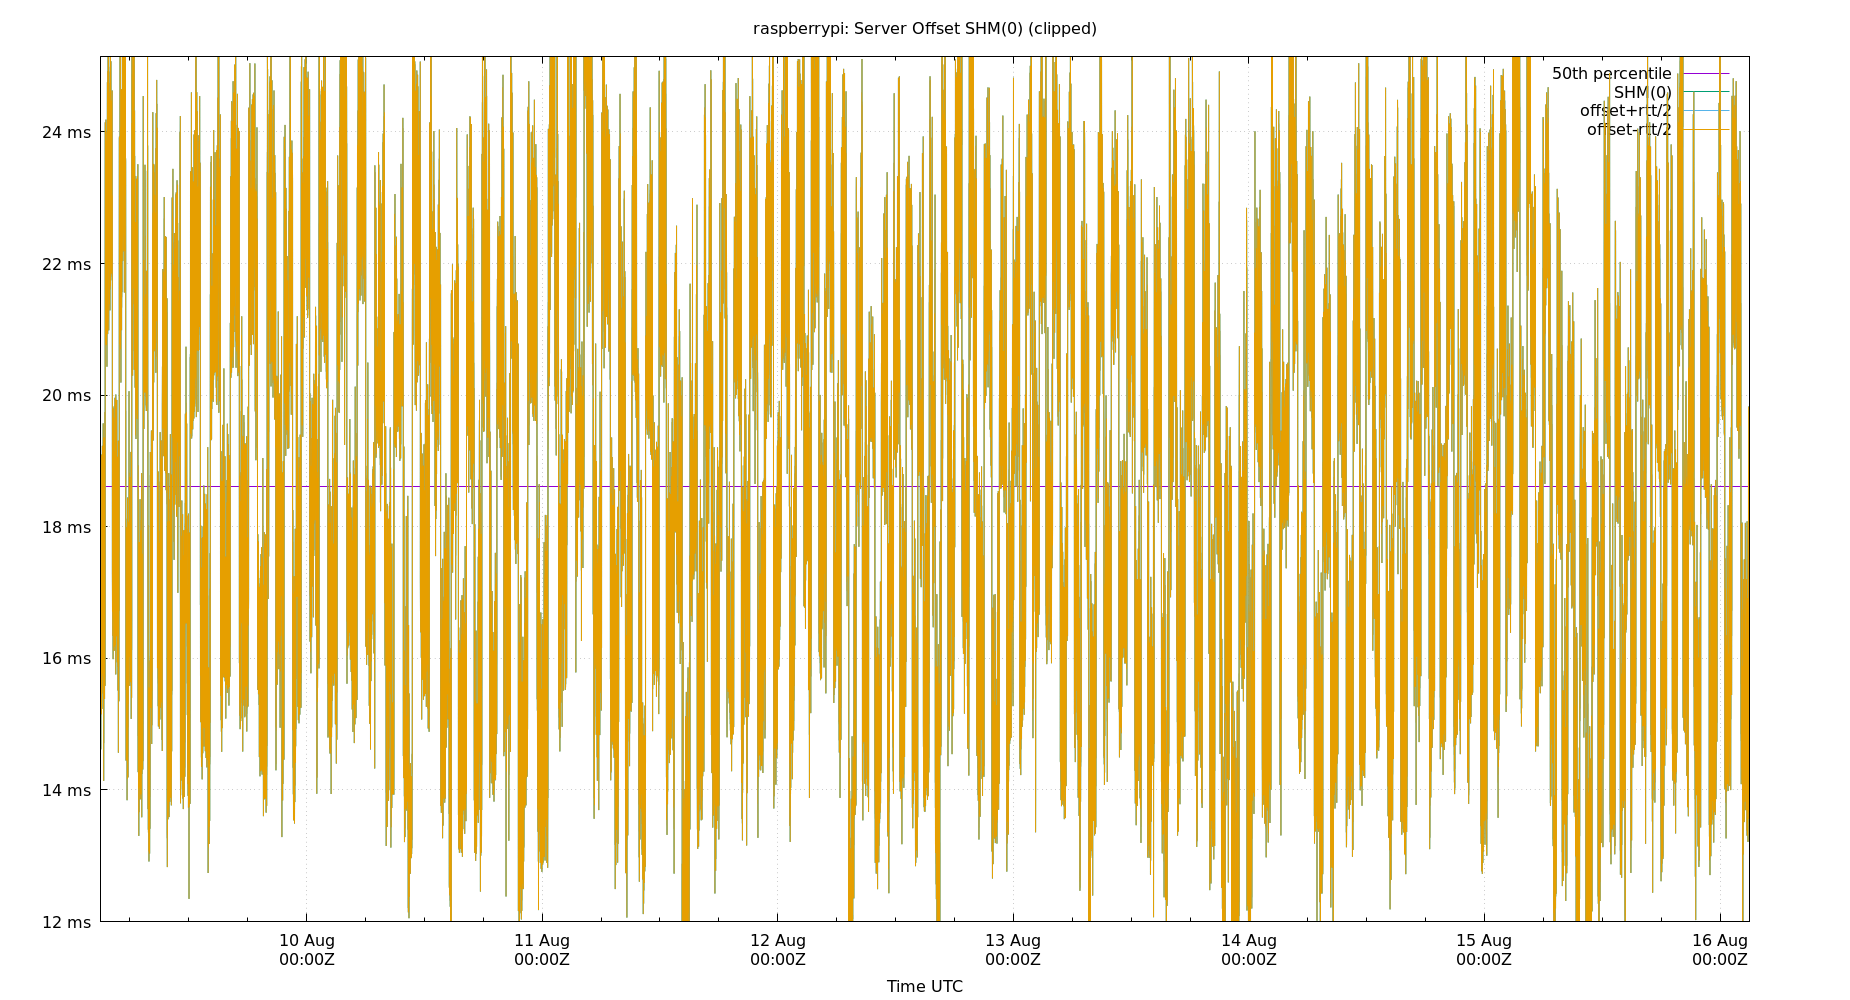 raspberrypi: Server Offset SHM(0) (clipped)
50th percentile
SHM(0)
offset+rtt/2
offset-rtt/2
24 ms
22 ms
20 ms
18 ms
16 ms
14 ms
12 ms
10 Aug 11 Aug 12 Aug 13 Aug 14 Aug 15 Aug 16 Aug
00:00Z 00:00Z 00:00Z 00:00Z 00:00Z 00:00Z 00:00Z
Time UTC